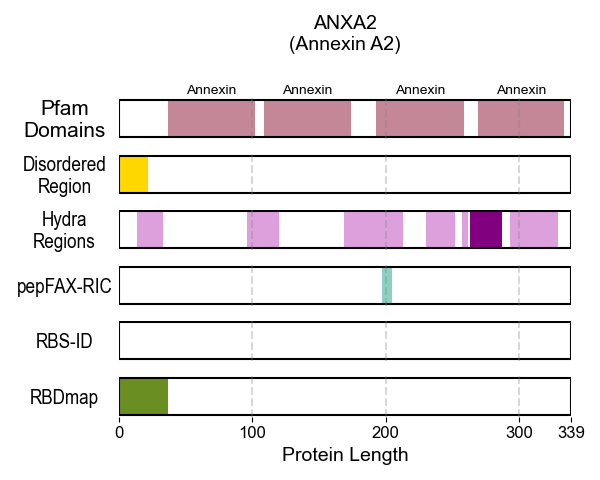 ANXA2
(Annexin A2)
Annexin Annexin Annexin Annexin
Pfam
Domains
Disordered
Region
Hydra
Regions
pepFAX-RIC
RBS-ID
RBDmap
0 100 200 300 339
Protein Length